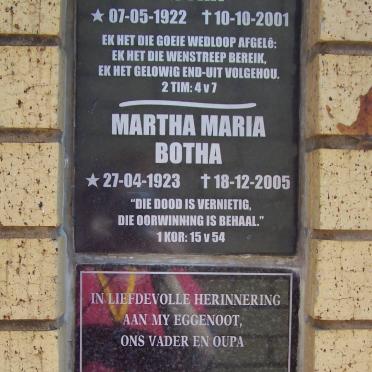 ★ 07-05-1922 † 10-10-2001
EK HET DIE GOEIE WEDLOOP AFGELÊ:
EK HET DIE WENSTREEP BEREIK,
EK HET GELOWIG END-UIT VOLGEHOU.
2 TIM: 4 v 7
MARTHA MARIA
BOTHA
★ 27-04-1923 † 18-12-2005
"DIE DOOD IS VERNIETIG,
DIE OORWINNING IS BEHAAL."
1 KOR: 15 v 54
IN LIEFDEVOLLE HERINNERING
AAN MY EGGENOOT,
ONS VADER EN OUPA